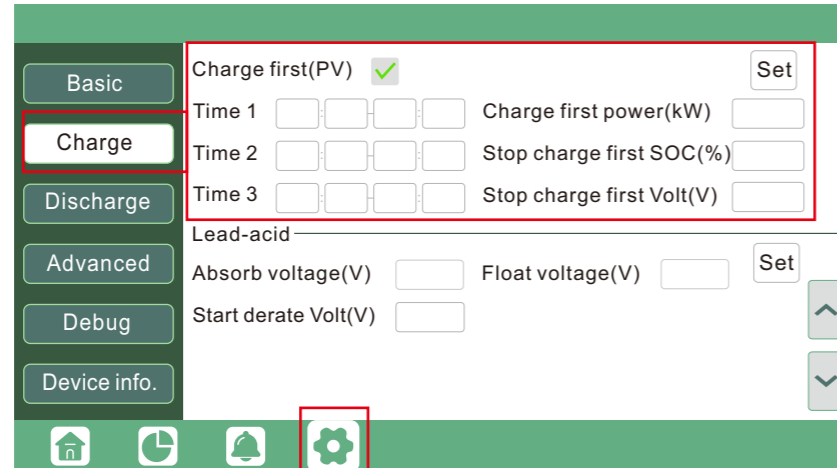 Basic
Charge
Discharge
Advanced
Debug
Device info.
Charge first(PV) Set
Time 1 : - : Charge first power(kW)
Time 2 : - : Stop charge first SOC(%)
Time 3 : - : Stop charge first Volt(V)
Lead-acid
Absorb voltage(V) Float voltage(V) Set
Start derate Volt(V)